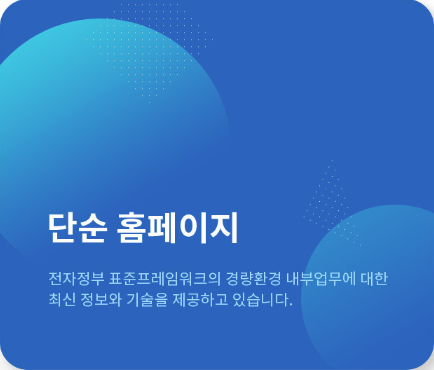 단순 홈페이지
전자정부 표준프레임워크의 경량환경 내부업무에 대한
최신 정보와 기술을 제공하고 있습니다.